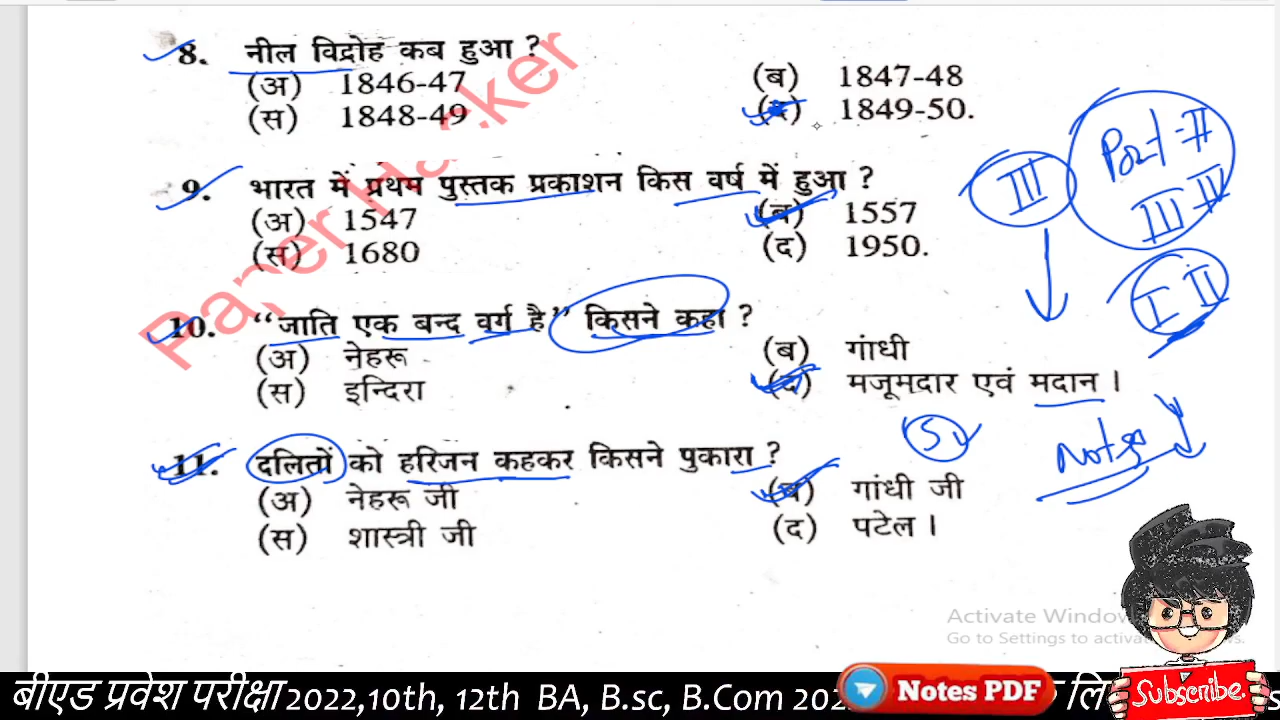 8. नील विद्रोह कब हुआ ?
(अ) 1846-47 (ब) 1847-48
(स) 1848-49 (द) 1849-50.
9. भारत में प्रथम पुस्तक प्रकाशन किस वर्ष में हुआ ?
(अ) 1547 (ब) 1557
(स) 1680 (द) 1950.
10. “जाति एक बन्द वर्ग है” किसने कहा ?
(अ) नेहरू (ब) गांधी
(स) इन्दिरा (द) मजूमदार एवं मदान ।
11. दलितों को हरिजन कहकर किसने पुकारा ?
(अ) नेहरू जी (ब) गांधी जी
(स) शास्त्री जी (द) पटेल ।
III
Part-II
III IV
I II
Notes
Activate Windows
Go to Settings to activate
बीएड प्रवेश परीक्षा 2022,10th, 12th BA, B.sc, B.Com 202
Notes PDF
Subscribe